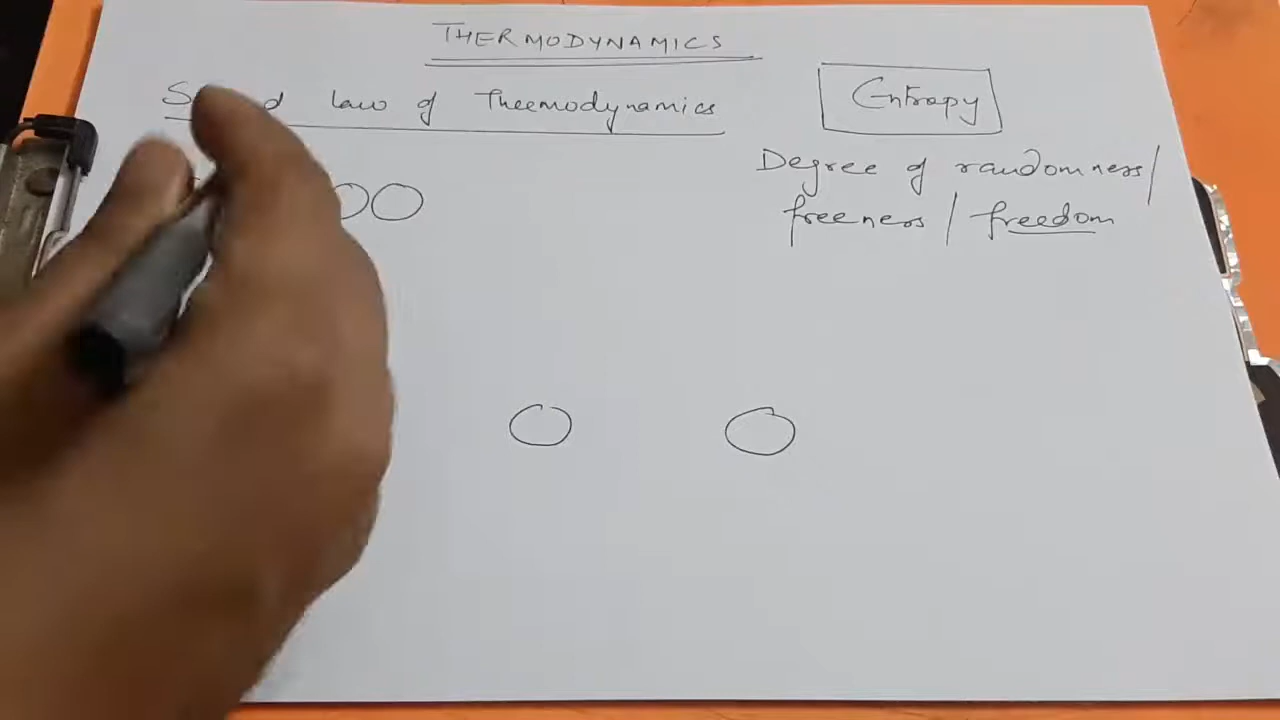 THERMODYNAMICS
law of Theemodynamics
Entropy
Degree of randomness/
freeness / freedom